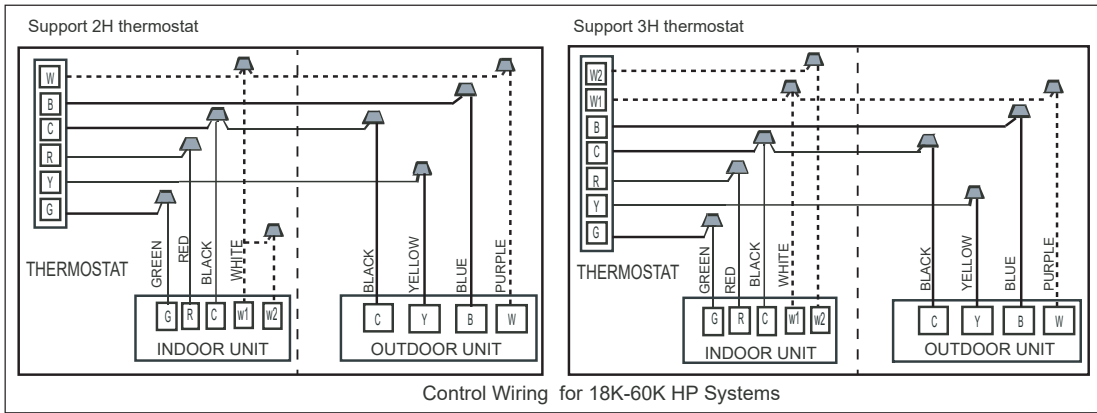 Support 2H thermostat
W
B
C
R
Y
G
THERMOSTAT
GREEN
RED
BLACK
WHITE
BLACK
YELLOW
BLUE
PURPLE
G R C w1 w2
INDOOR UNIT
C Y B W
OUTDOOR UNIT
Support 3H thermostat
W2
W1
B
C
R
Y
G
THERMOSTAT
GREEN
RED
BLACK
WHITE
BLACK
YELLOW
BLUE
PURPLE
G R C w1 w2
INDOOR UNIT
C Y B W
OUTDOOR UNIT
Control Wiring for 18K-60K HP Systems